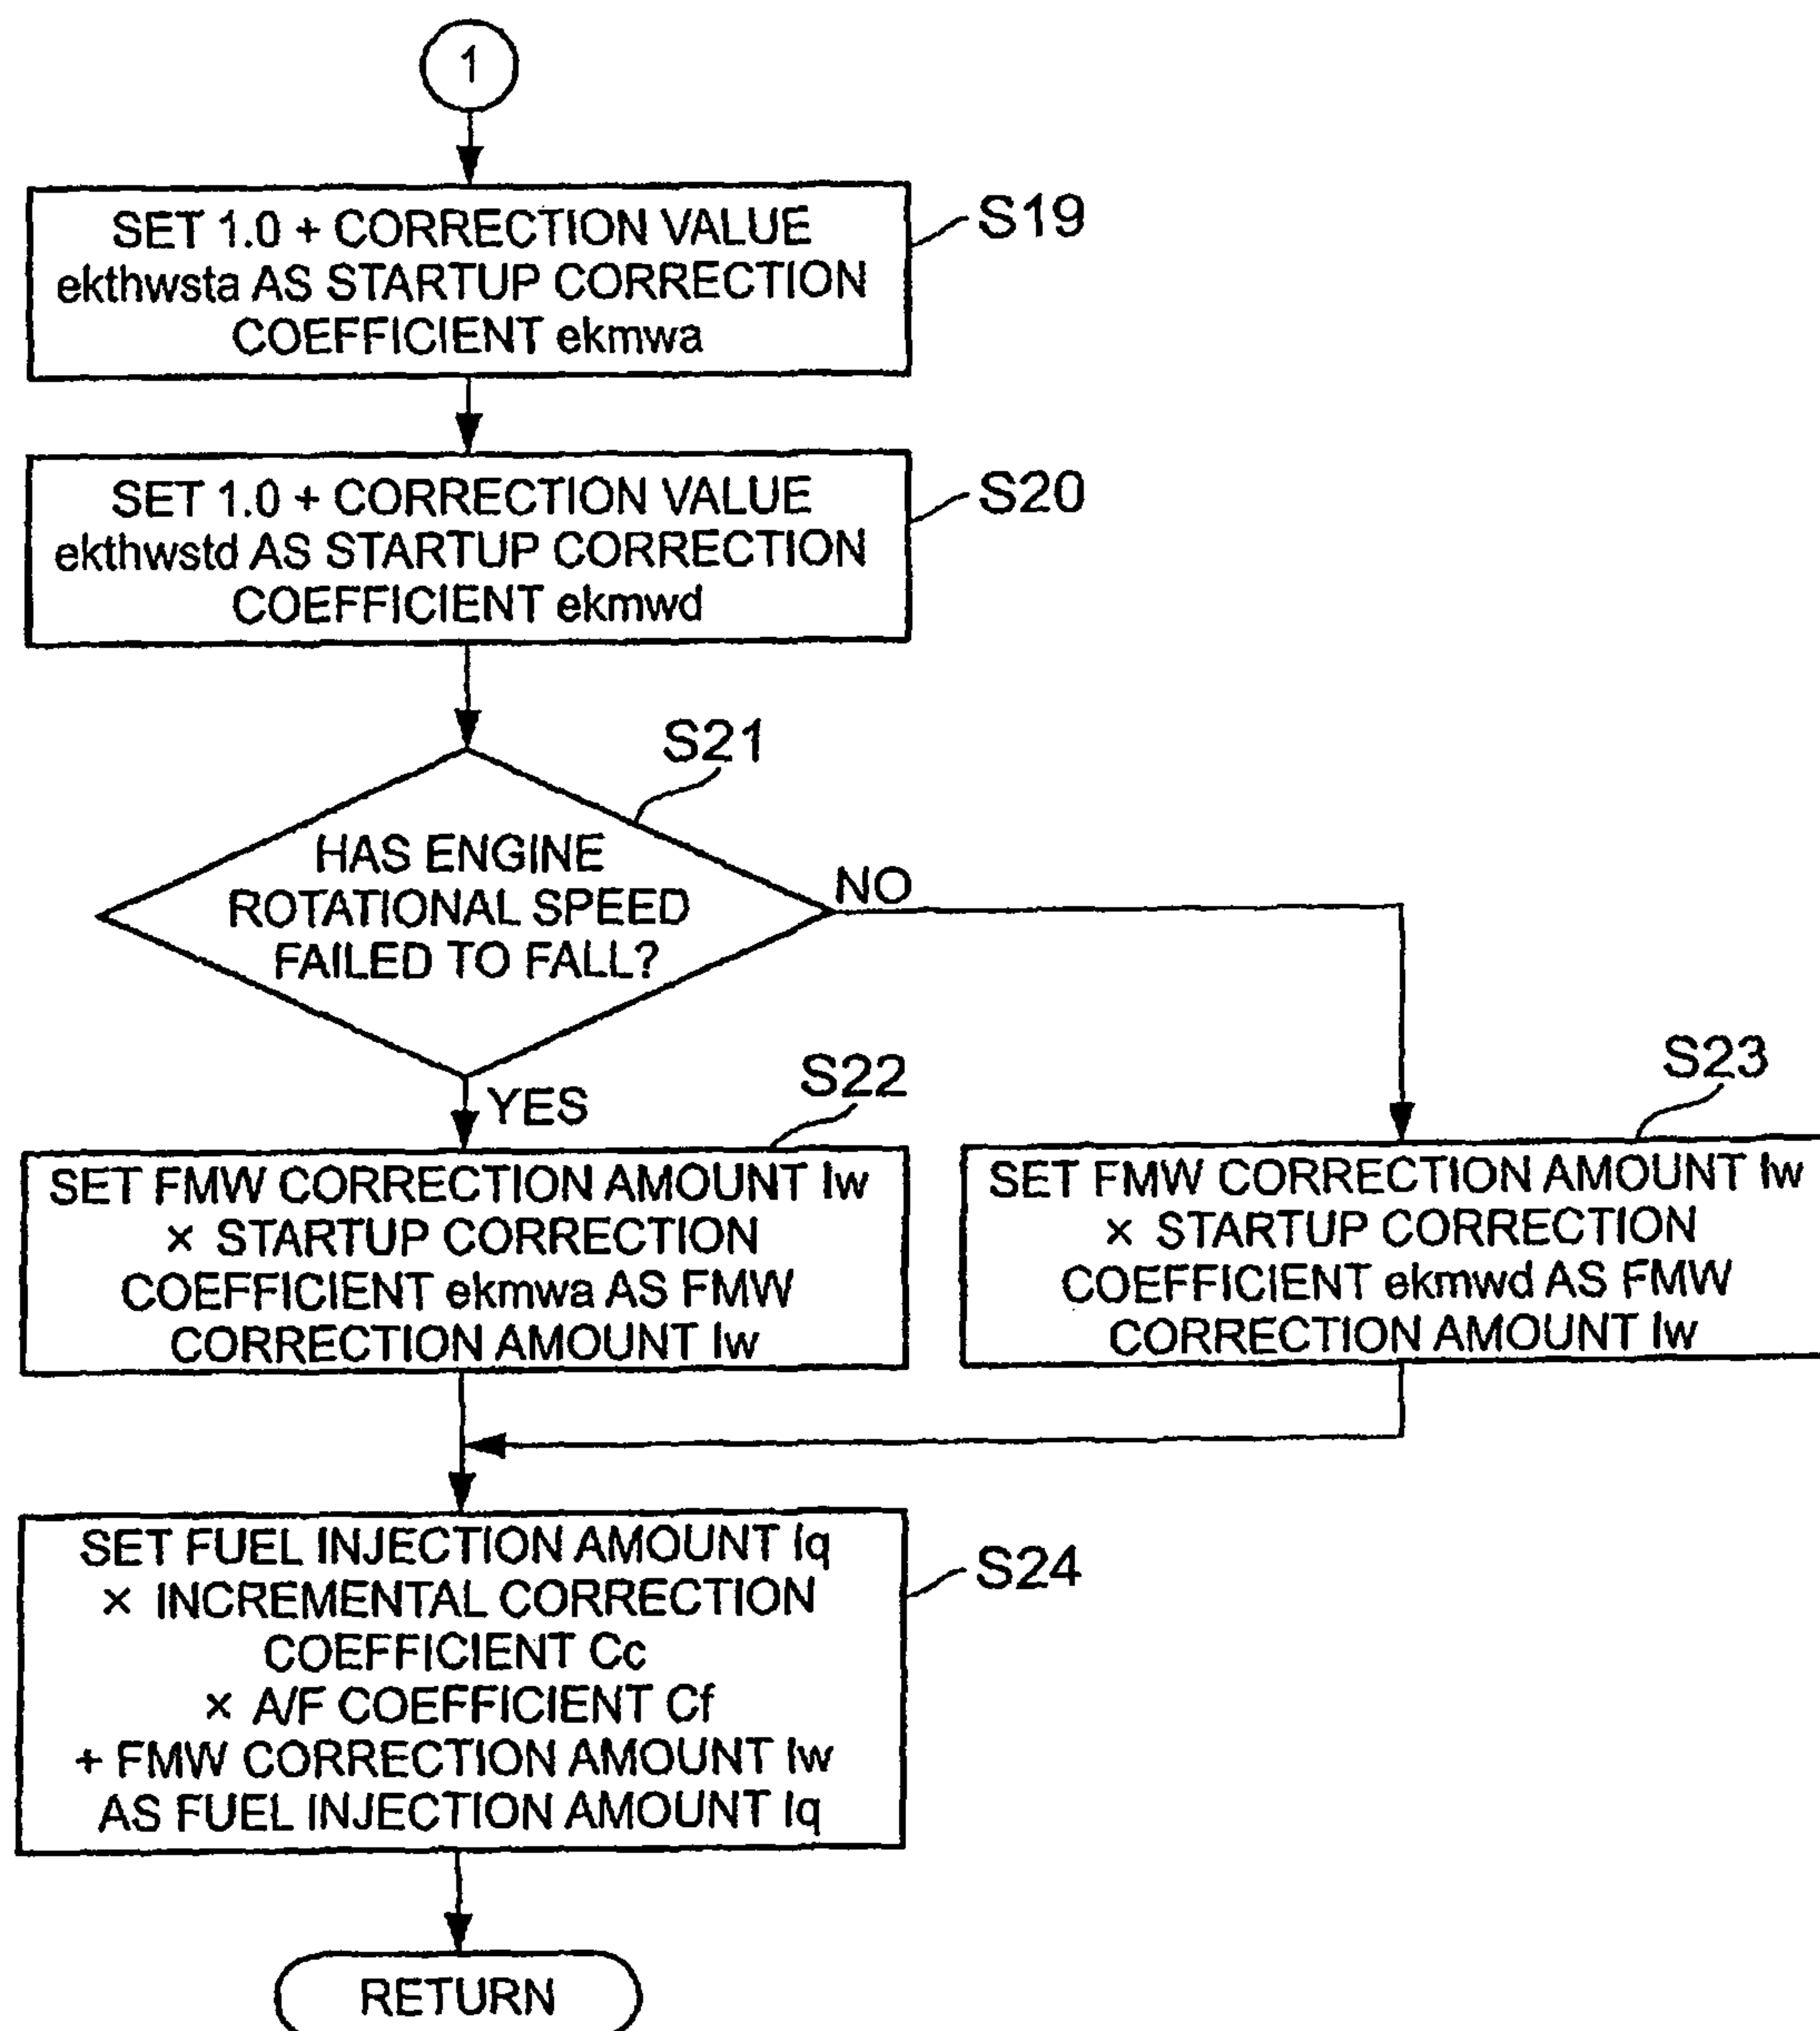 1
SET 1.0 + CORRECTION VALUE
ekthwsta AS STARTUP CORRECTION
COEFFICIENT ekmwa
S19
SET 1.0 + CORRECTION VALUE
ekthwstd AS STARTUP CORRECTION
COEFFICIENT ekmwd
S20
S21
HAS ENGINE
ROTATIONAL SPEED
FAILED TO FALL?
NO
YES
S22
SET FMW CORRECTION AMOUNT Iw
× STARTUP CORRECTION
COEFFICIENT ekmwa AS FMW
CORRECTION AMOUNT Iw
S23
SET FMW CORRECTION AMOUNT Iw
× STARTUP CORRECTION
COEFFICIENT ekmwd AS FMW
CORRECTION AMOUNT Iw
SET FUEL INJECTION AMOUNT Iq
× INCREMENTAL CORRECTION
COEFFICIENT Cc
× A/F COEFFICIENT Cf
+ FMW CORRECTION AMOUNT Iw
AS FUEL INJECTION AMOUNT Iq
S24
RETURN